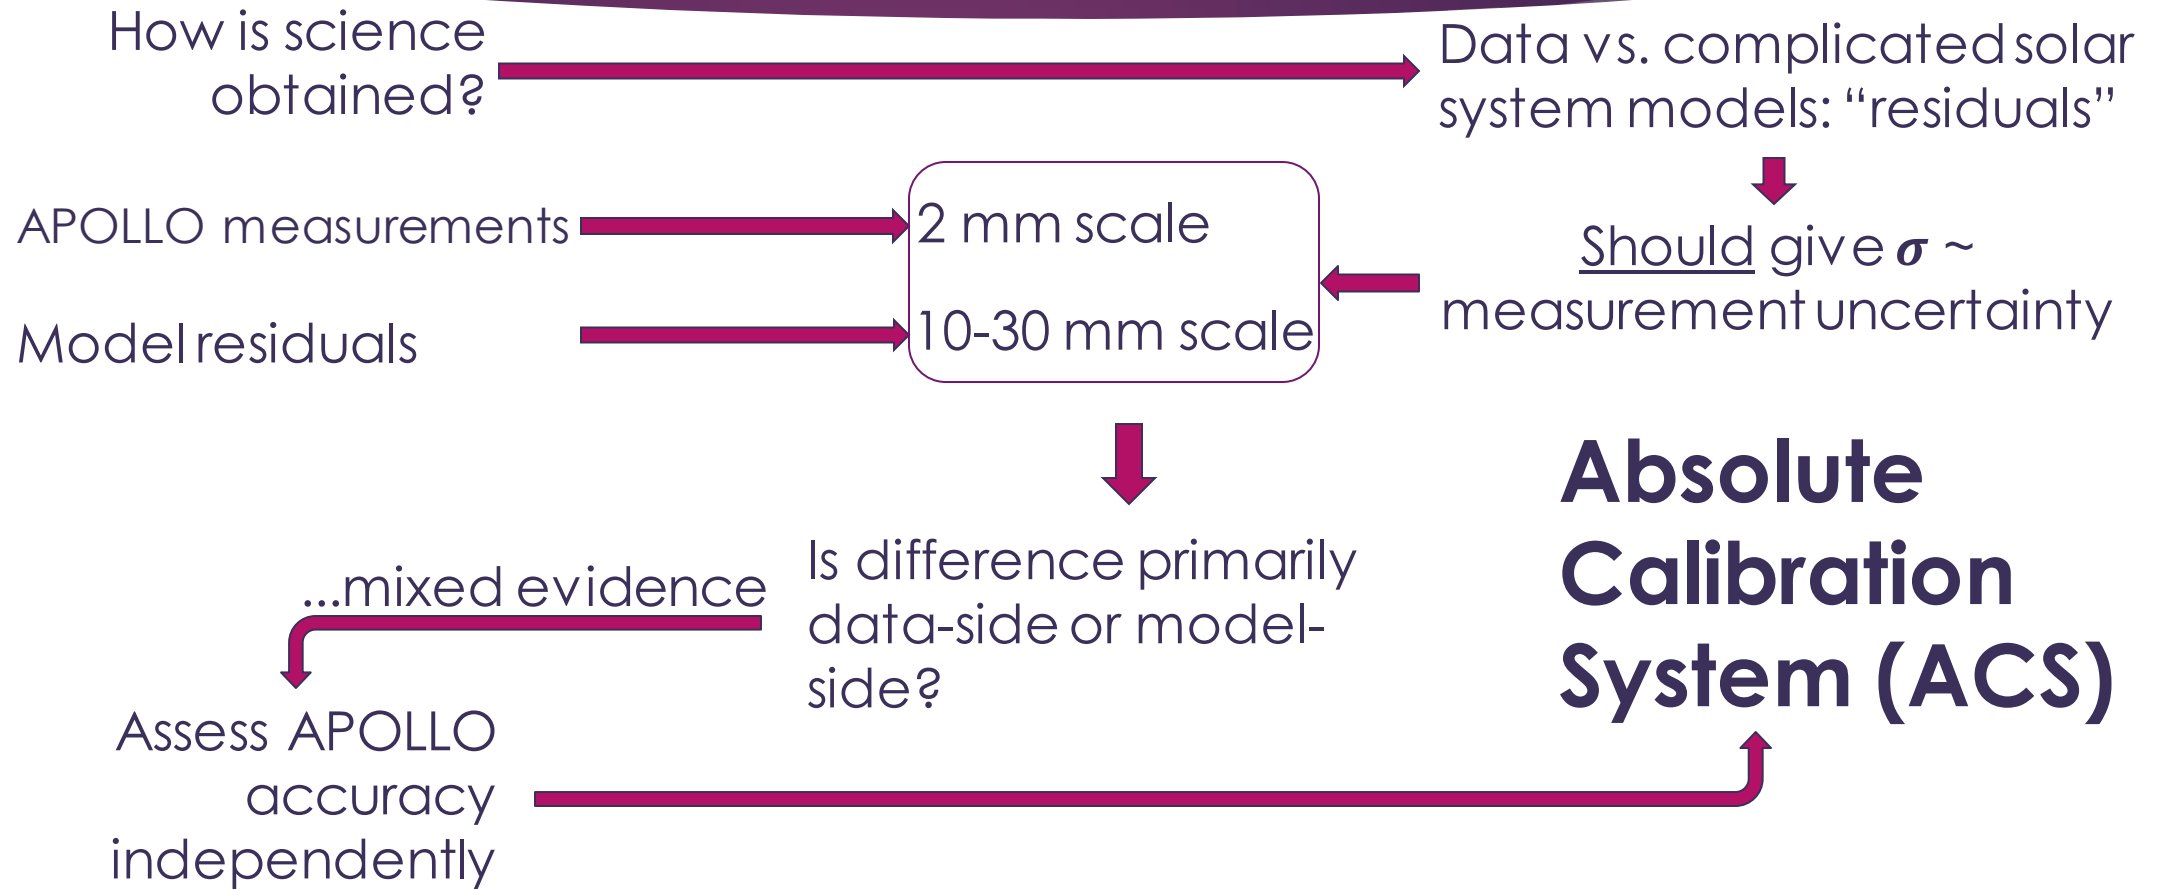 How is science
obtained?
Data vs. complicated solar
system models: “residuals”
APOLLO measurements
2 mm scale
Should give σ ~
measurement uncertainty
Model residuals
10-30 mm scale
Is difference primarily
data-side or model-
side?
...mixed evidence
Assess APOLLO
accuracy
independently
Absolute
Calibration
System (ACS)